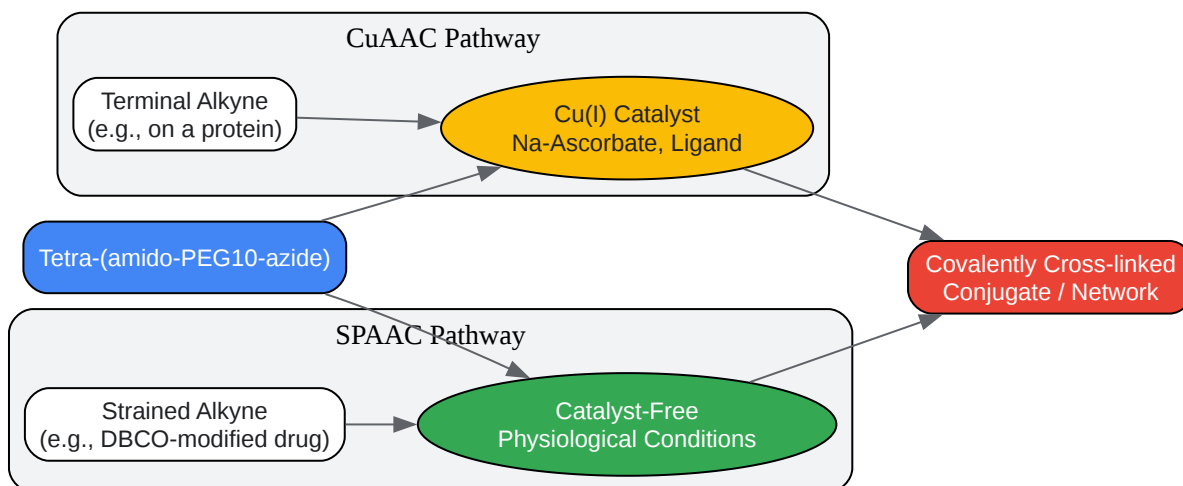 CuAAC Pathway
Terminal Alkyne
(e.g., on a protein)
Cu(I) Catalyst
Na-Ascorbate, Ligand
Tetra-(amido-PEG10-azide)
Covalently Cross-linked
Conjugate / Network
SPAAC Pathway
Strained Alkyne
(e.g., DBCO-modified drug)
Catalyst-Free
Physiological Conditions